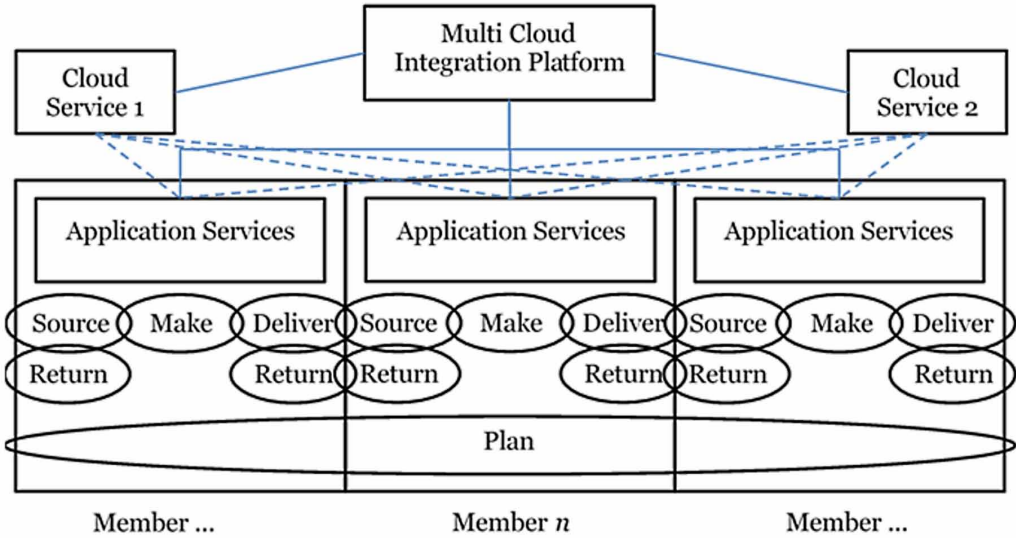 Multi Cloud
Integration Platform
Cloud
Service 1
Cloud
Service 2
Application Services
Application Services
Application Services
Source Make Deliver Source Make Deliver Source Make Deliver
Return Return Return Return Return Return
Plan
Member ... Member n Member ...